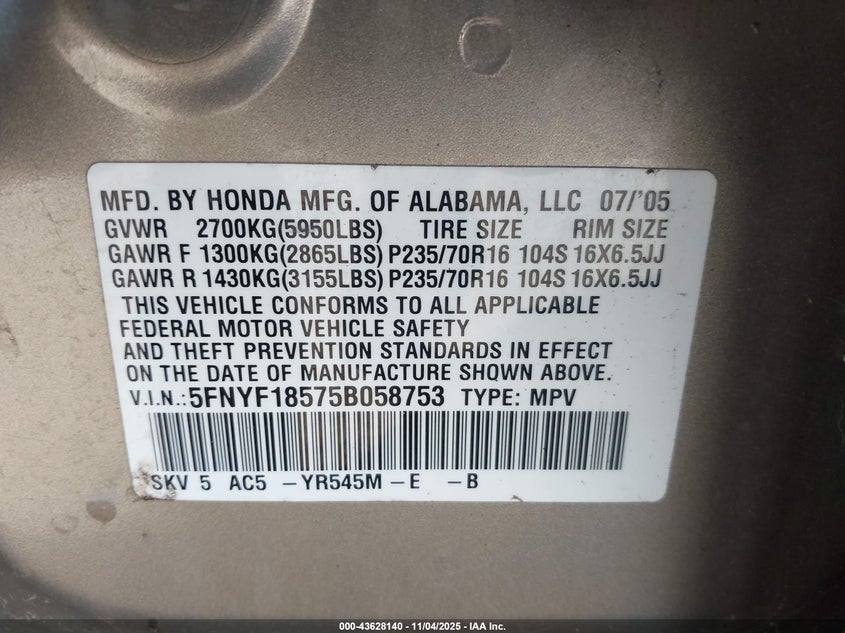 MFD. BY HONDA MFG. OF ALABAMA, LLC 07/'05
GVWR 2700KG(5950LBS) TIRE SIZE RIM SIZE
GAWR F 1300KG(2865LBS) P235/70R16 104S 16X6.5JJ
GAWR R 1430KG(3155LBS) P235/70R16 104S 16X6.5JJ
THIS VEHICLE CONFORMS TO ALL APPLICABLE
FEDERAL MOTOR VEHICLE SAFETY
AND THEFT PREVENTION STANDARDS IN EFFECT
ON THE DATE OF MANUFACTURE SHOWN ABOVE.
V.I.N.: 5FNYF18575B058753 TYPE: MPV
SKV 5 AC5 -YR545M -E -B
000-43628140 - 11/04/2025 - IAA Inc.